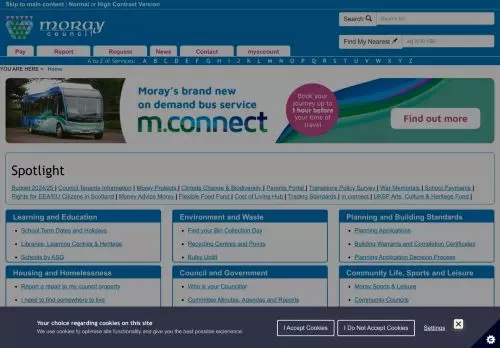 Skip to main content | Normal or High Contrast Version
moray
council
Search
Pay
Report
Request
News
Contact
myaccount
Find My Nearest
A to Z of Services: A B C D E F G H I J K L M N O P Q R S T U V W X Y Z
YOU ARE HERE > Home
Moray's brand new
on demand bus service
m.connect
Book your
journey up to
1 hour before
your time of
travel
Find out more
Spotlight
Budget 2024/25 | Council Tenants Information | Moray Protects | Climate Change & Biodiversity | Parents Portal | Transitions Policy Survey | War Memorials | School Payments |
Rights for EEA/EU Citizens in Scotland | Money Advice Moray | Flexible Food Fund | Cost of Living Hub | Trading Standards | m.connect | UKSP Arts, Culture & Heritage Fund |
Learning and Education
School Term Dates and Holidays
Libraries, Learning Centres & Heritage
Schools by ASG
Environment and Waste
Find your Bin Collection Day
Recycling Centres and Points
Bulky Uplift
Planning and Building Standards
Planning Applications
Building Warrants and Completion Certificates
Planning Application Decision Process
Housing and Homelessness
Report a repair to my council property
I need to find somewhere to live
Council and Government
Who is your Councillor
Committee Minutes, Agendas and Reports
Community Life, Sports and Leisure
Moray Sports & Leisure
Community Councils
Your choice regarding cookies on this site
We use cookies to optimise site functionality and give you the best possible experience.
I Accept Cookies
I Do Not Accept Cookies
Settings